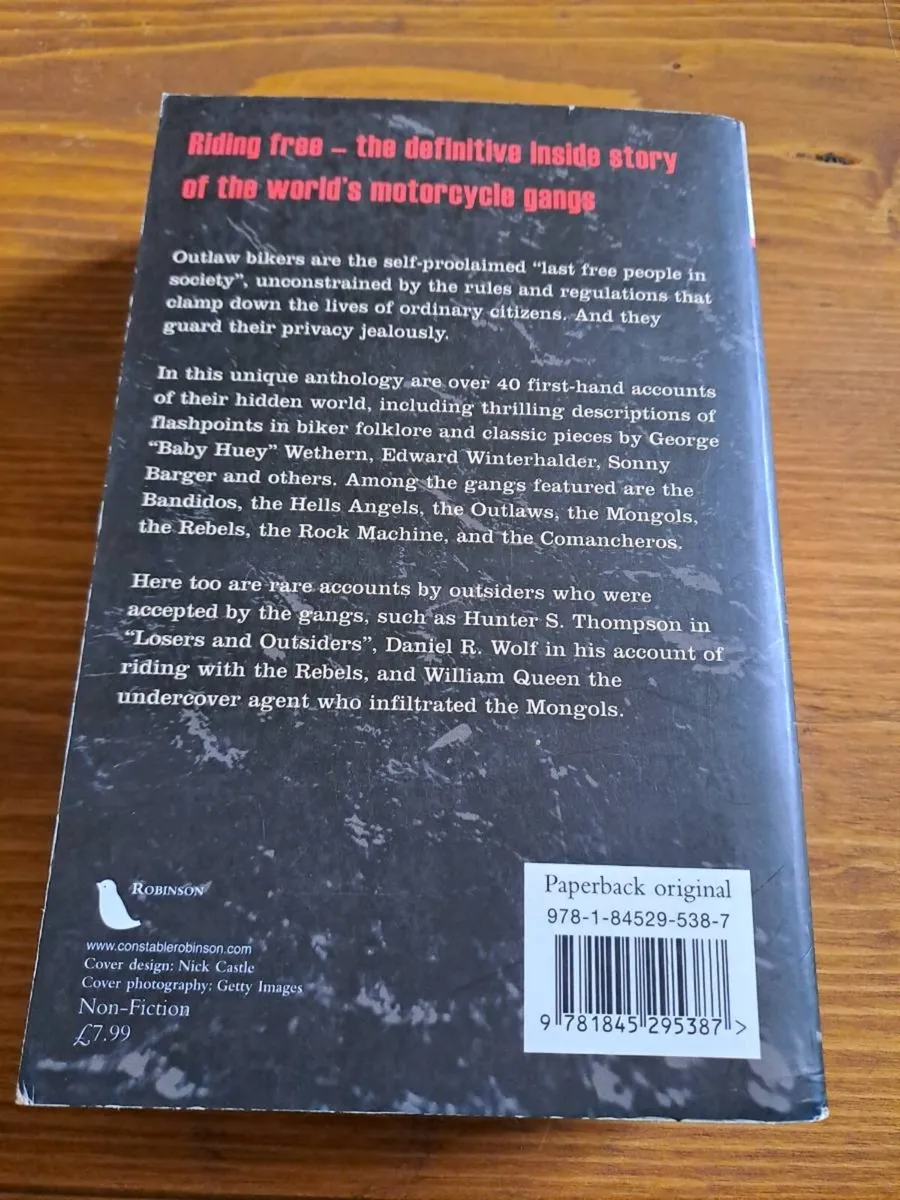 Riding free – the definitive inside story
of the world's motorcycle gangs
Outlaw bikers are the self-proclaimed "last free people in
society", unconstrained by the rules and regulations that
clamp down the lives of ordinary citizens. And they
guard their privacy jealously.
In this unique anthology are over 40 first-hand accounts
of their hidden world, including thrilling descriptions of
flashpoints in biker folklore and classic pieces by George
"Baby Huey" Wethern, Edward Winterhalder, Sonny
Barger and others. Among the gangs featured are the
Bandidos, the Hells Angels, the Outlaws, the Mongols,
the Rebels, the Rock Machine, and the Comancheros.
Here too are rare accounts by outsiders who were
accepted by the gangs, such as Hunter S. Thompson in
"Losers and Outsiders", Daniel R. Wolf in his account of
riding with the Rebels, and William Queen the
undercover agent who infiltrated the Mongols.
ROBINSON
www.constablerobinson.com
Cover design: Nick Castle
Cover photography: Getty Images
Non-Fiction
£7.99
Paperback original
978-1-84529-538-7
9 781845 295387 >